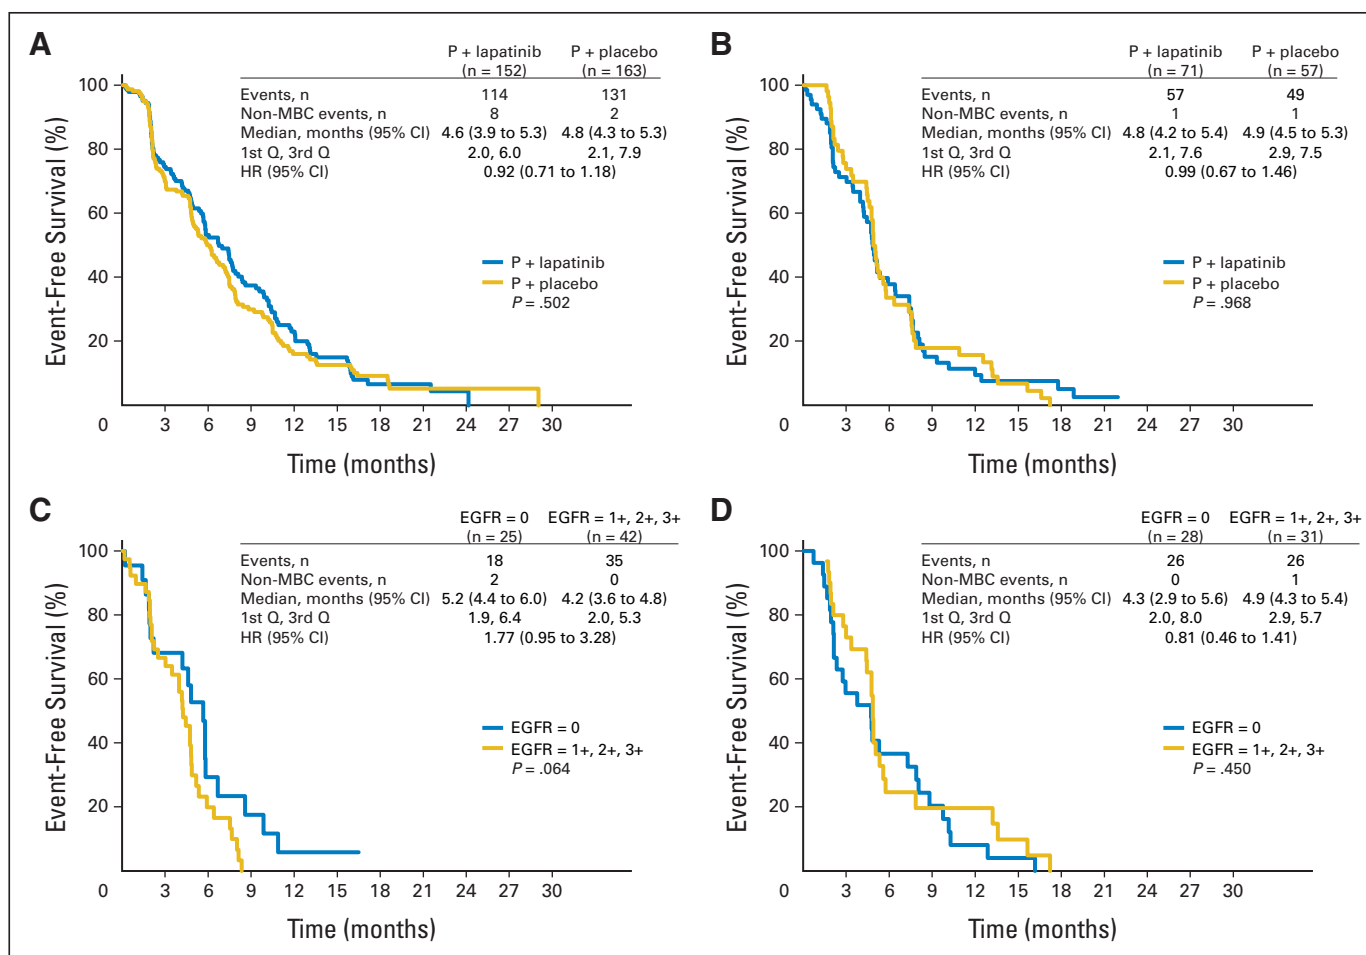 A
P + lapatinib P + placebo
(n = 152) (n = 163)
Events, n 114 131
Non-MBC events, n 8 2
Median, months (95% CI) 4.6 (3.9 to 5.3) 4.8 (4.3 to 5.3)
1st Q, 3rd Q 2.0, 6.0 2.1, 7.9
HR (95% CI) 0.92 (0.71 to 1.18)
P + lapatinib
P + placebo
P = .502
Event-Free Survival (%)
100
80
60
40
20
0 3 6 9 12 15 18 21 24 27 30
Time (months)
B
P + lapatinib P + placebo
(n = 71) (n = 57)
Events, n 57 49
Non-MBC events, n 1 1
Median, months (95% CI) 4.8 (4.2 to 5.4) 4.9 (4.5 to 5.3)
1st Q, 3rd Q 2.1, 7.6 2.9, 7.5
HR (95% CI) 0.99 (0.67 to 1.46)
P + lapatinib
P + placebo
P = .968
Event-Free Survival (%)
100
80
60
40
20
0 3 6 9 12 15 18 21 24 27 30
Time (months)
C
EGFR = 0 EGFR = 1+, 2+, 3+
(n = 25) (n = 42)
Events, n 18 35
Non-MBC events, n 2 0
Median, months (95% CI) 5.2 (4.4 to 6.0) 4.2 (3.6 to 4.8)
1st Q, 3rd Q 1.9, 6.4 2.0, 5.3
HR (95% CI) 1.77 (0.95 to 3.28)
EGFR = 0
EGFR = 1+, 2+, 3+
P = .064
Event-Free Survival (%)
100
80
60
40
20
0 3 6 9 12 15 18 21 24 27 30
Time (months)
D
EGFR = 0 EGFR = 1+, 2+, 3+
(n = 28) (n = 31)
Events, n 26 26
Non-MBC events, n 0 1
Median, months (95% CI) 4.3 (2.9 to 5.6) 4.9 (4.3 to 5.4)
1st Q, 3rd Q 2.0, 8.0 2.9, 5.7
HR (95% CI) 0.81 (0.46 to 1.41)
EGFR = 0
EGFR = 1+, 2+, 3+
P = .450
Event-Free Survival (%)
100
80
60
40
20
0 3 6 9 12 15 18 21 24 27 30
Time (months)